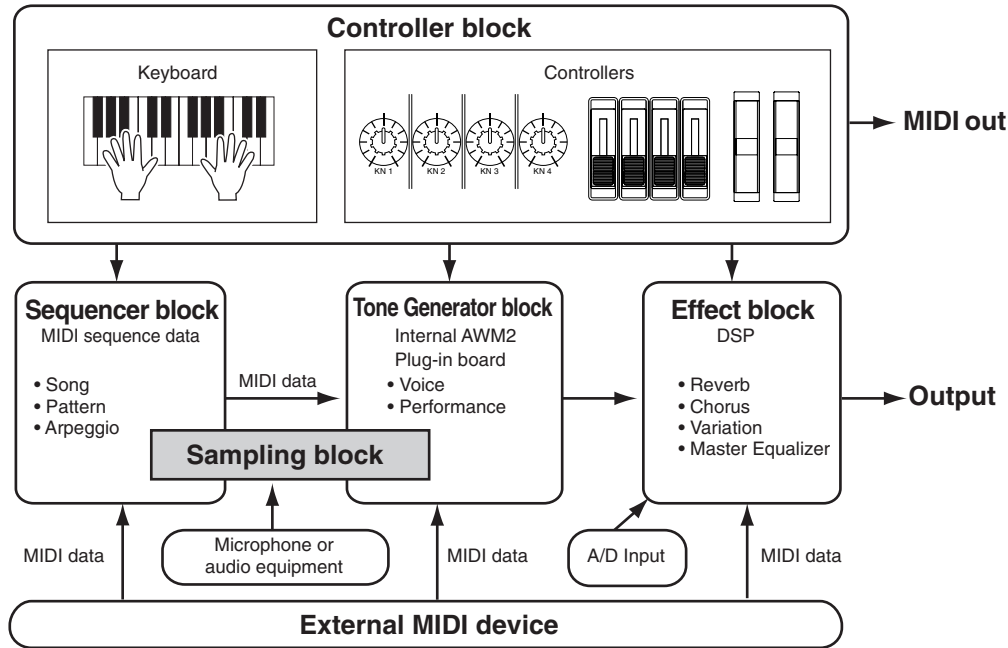 Controller block
Keyboard
Controllers
KN 1
KN 2
KN 3
KN 4
MIDI out
Sequencer block
MIDI sequence data
• Song
• Pattern
• Arpeggio
MIDI data
Tone Generator block
Internal AWM2
Plug-in board
• Voice
• Performance
Effect block
DSP
• Reverb
• Chorus
• Variation
• Master Equalizer
Output
Sampling block
MIDI data
Microphone or
audio equipment
MIDI data
A/D Input
MIDI data
External MIDI device